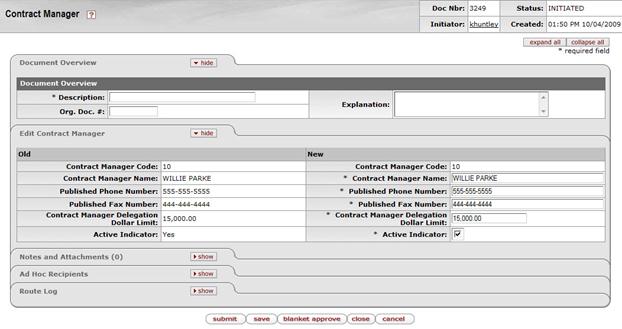 Contract Manager ?
Doc Nbr: 3249 Status: INITIATED
Initiator: khuntley Created: 01:50 PM 10/04/2009
expand all collapse all
* required field
Document Overview hide
Document Overview
* Description: Explanation:
Org. Doc. #:
Edit Contract Manager hide
Old New
Contract Manager Code: 10 Contract Manager Code: 10
Contract Manager Name: WILLIE PARKE * Contract Manager Name: WILLIE PARKE
Published Phone Number: 555-555-5555 * Published Phone Number: 555-555-5555
Published Fax Number: 444-444-4444 * Published Fax Number: 444-444-4444
Contract Manager Delegation Dollar Limit: 15,000.00 * Contract Manager Delegation Dollar Limit: 15,000.00
Active Indicator: Yes * Active Indicator:
Notes and Attachments (0) show
Ad Hoc Recipients show
Route Log show
submit save blanket approve close cancel